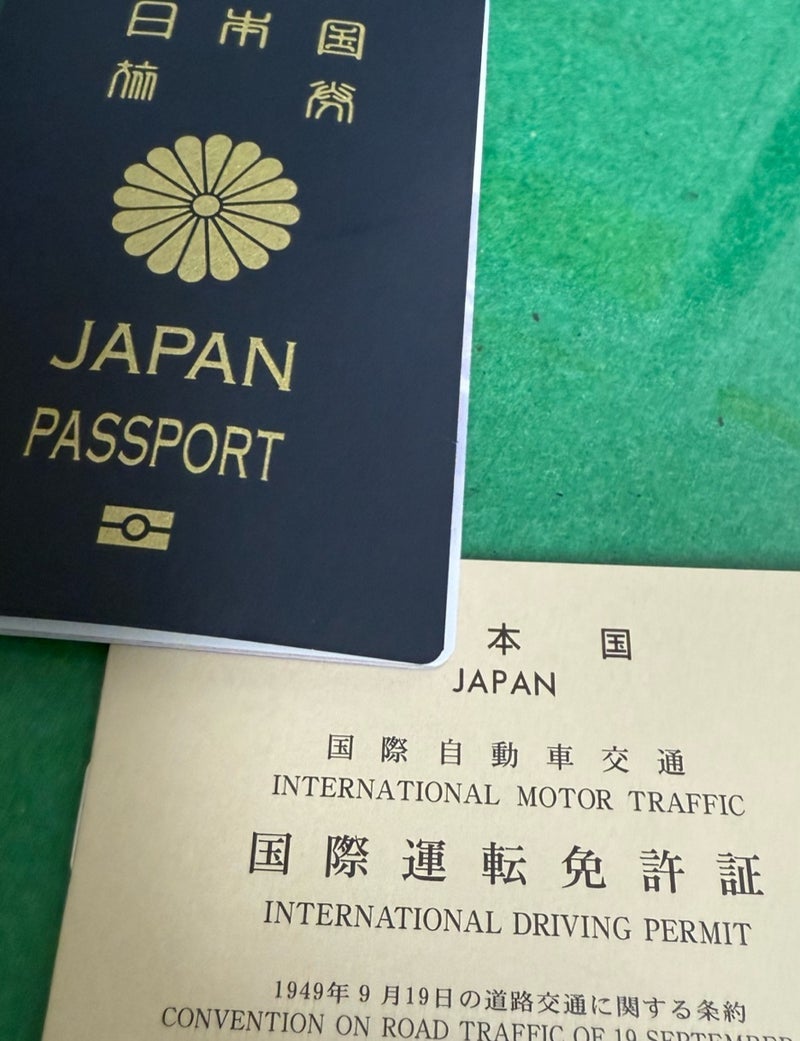 日本国
旅券
JAPAN
PASSPORT
本国
JAPAN
国際自動車交通
INTERNATIONAL MOTOR TRAFFIC
国際運転免許証
INTERNATIONAL DRIVING PERMIT
1949年9月19日の道路交通に関する条約
CONVENTION ON ROAD TRAFFIC OF 19 SEPTEMBER